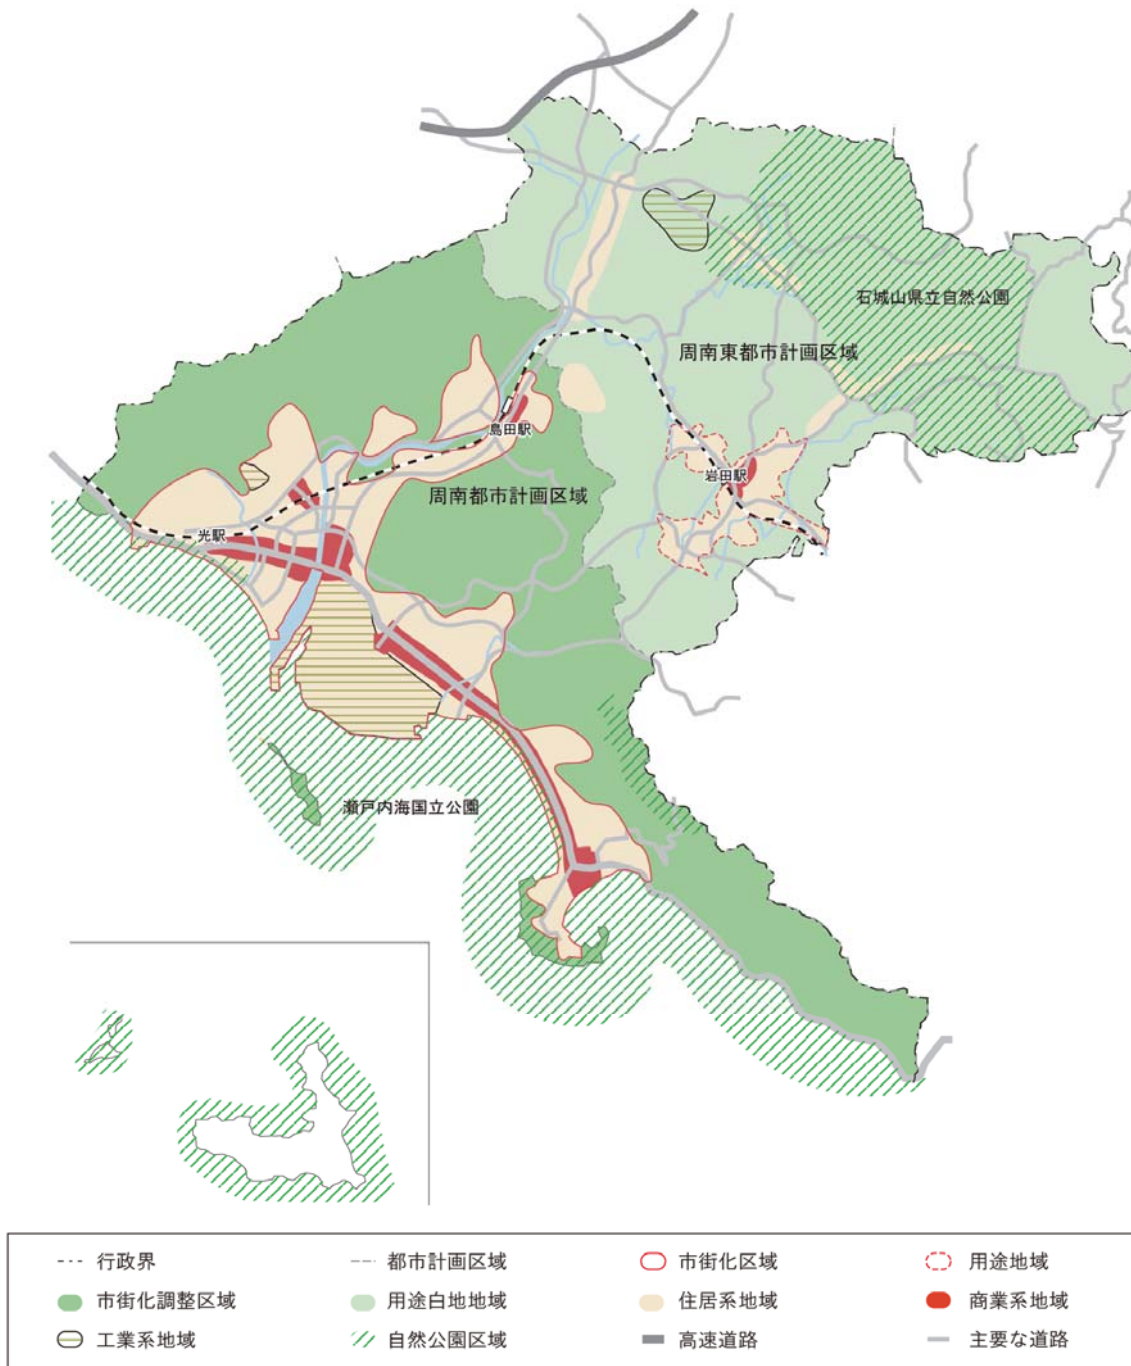 石城山県立自然公園
周南東都市計画区域
島田駅
岩田駅
周南都市計画区域
光駅
瀬戸内海国立公園
行政界
都市計画区域
市街化区域
用途地域
市街化調整区域
用途白地地域
住居系地域
商業系地域
工業系地域
自然公園区域
高速道路
主要な道路